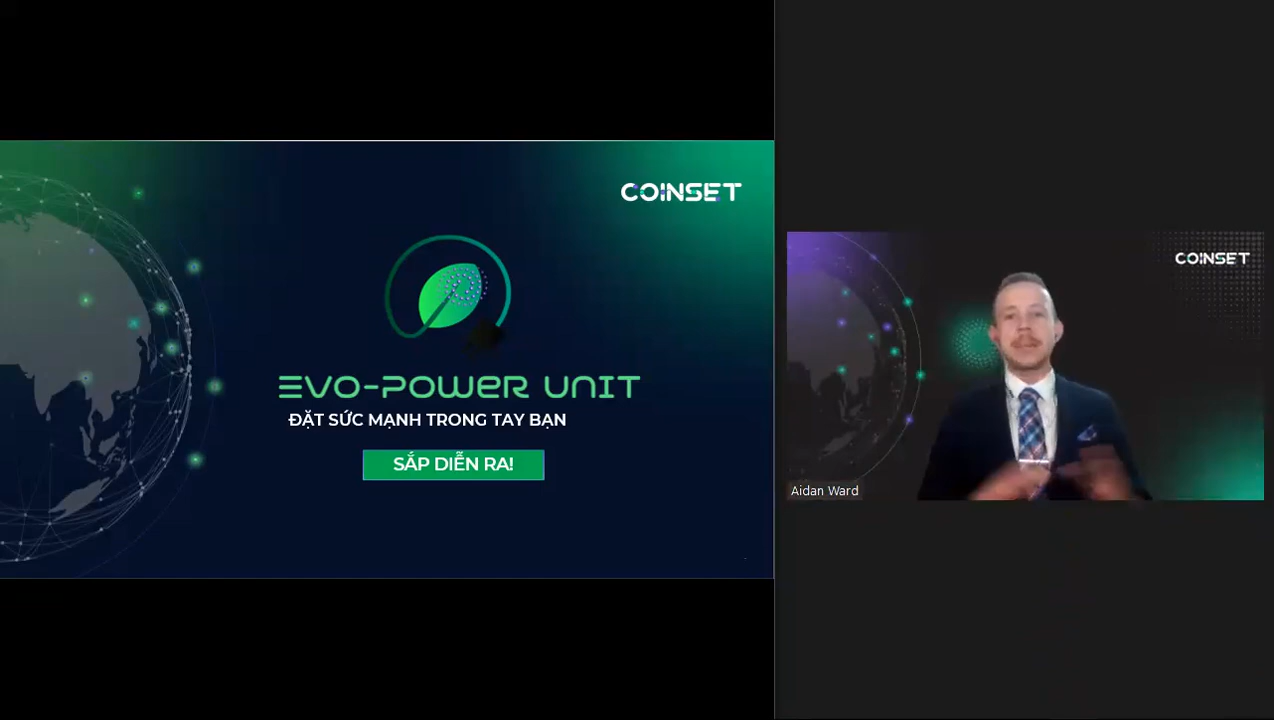 COINSET
EVO-POWER UNIT
ĐẶT SỨC MẠNH TRONG TAY BẠN
SẮP DIỄN RA!
COINSET
Aidan Ward